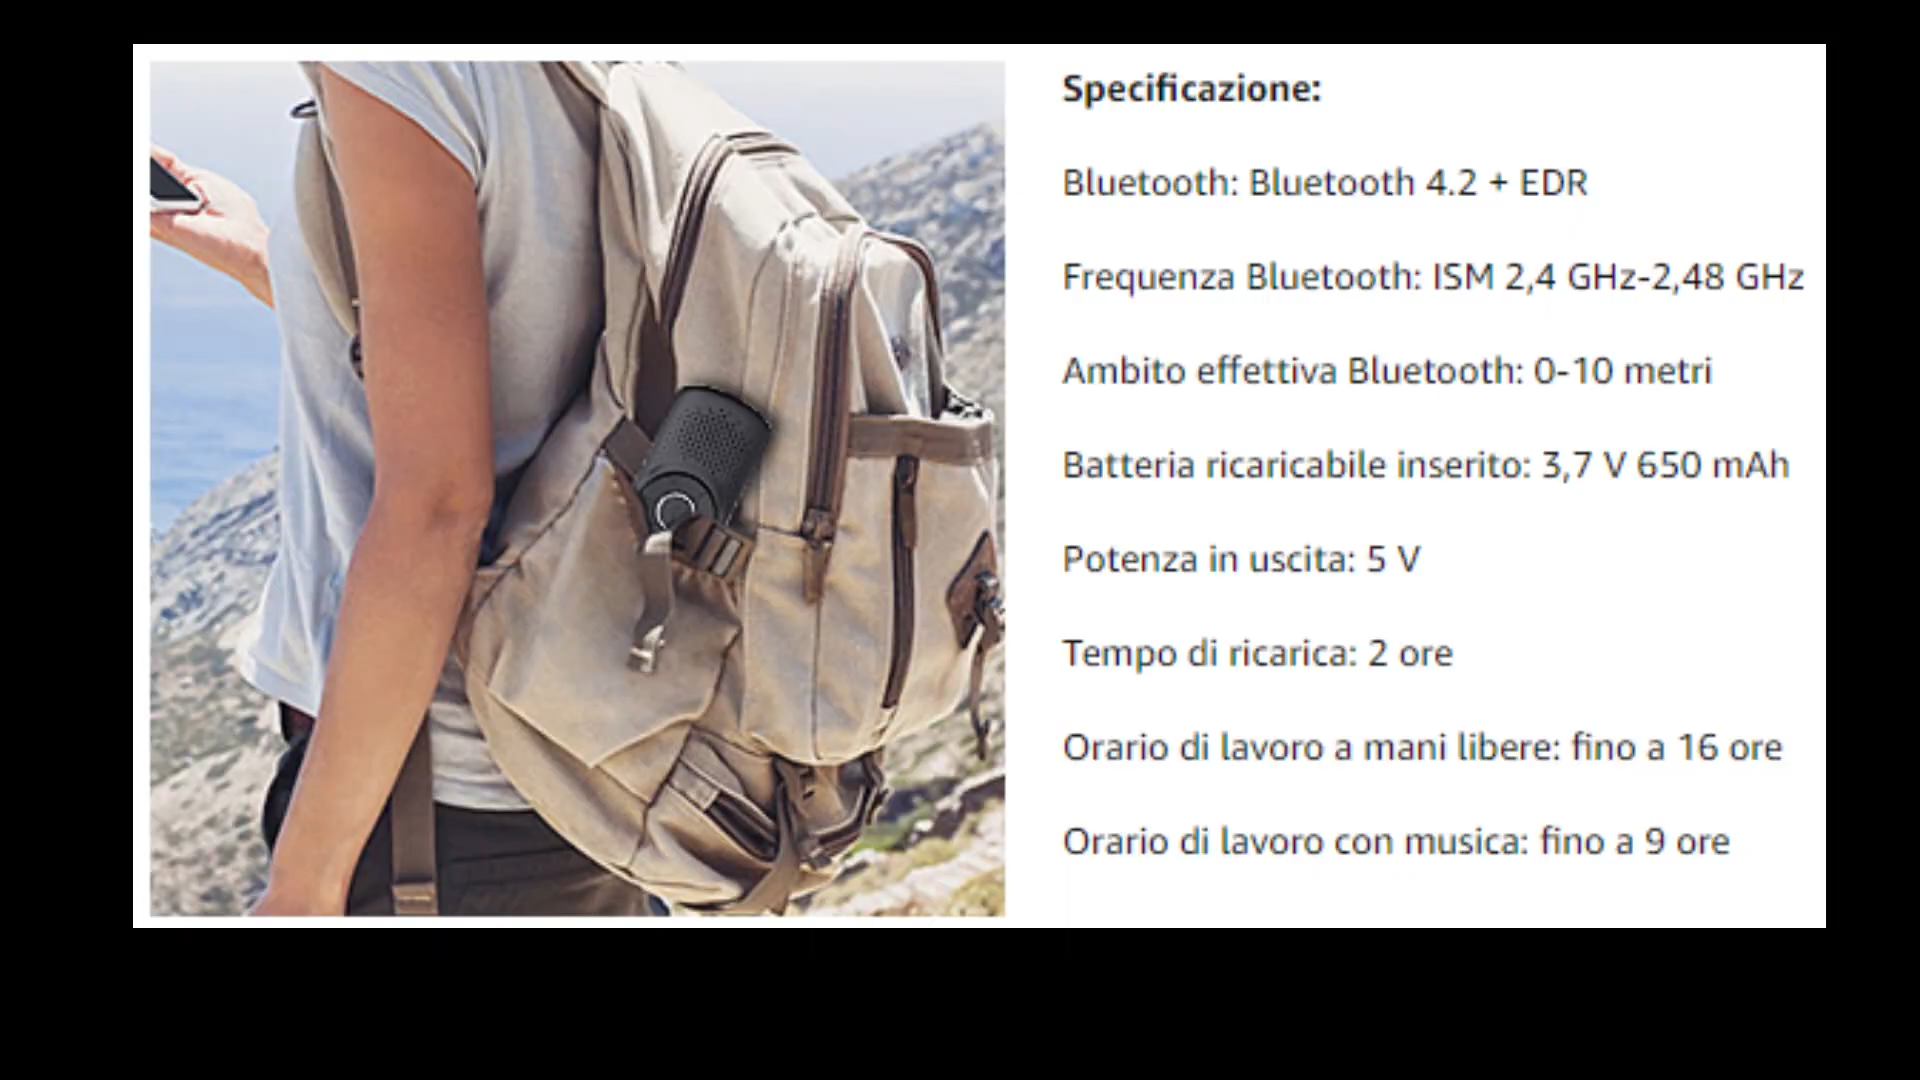 Specificazione:
Bluetooth: Bluetooth 4.2 + EDR
Frequenza Bluetooth: ISM 2,4 GHz-2,48 GHz
Ambito effettiva Bluetooth: 0-10 metri
Batteria ricaricabile inserito: 3,7 V 650 mAh
Potenza in uscita: 5 V
Tempo di ricarica: 2 ore
Orario di lavoro a mani libere: fino a 16 ore
Orario di lavoro con musica: fino a 9 ore